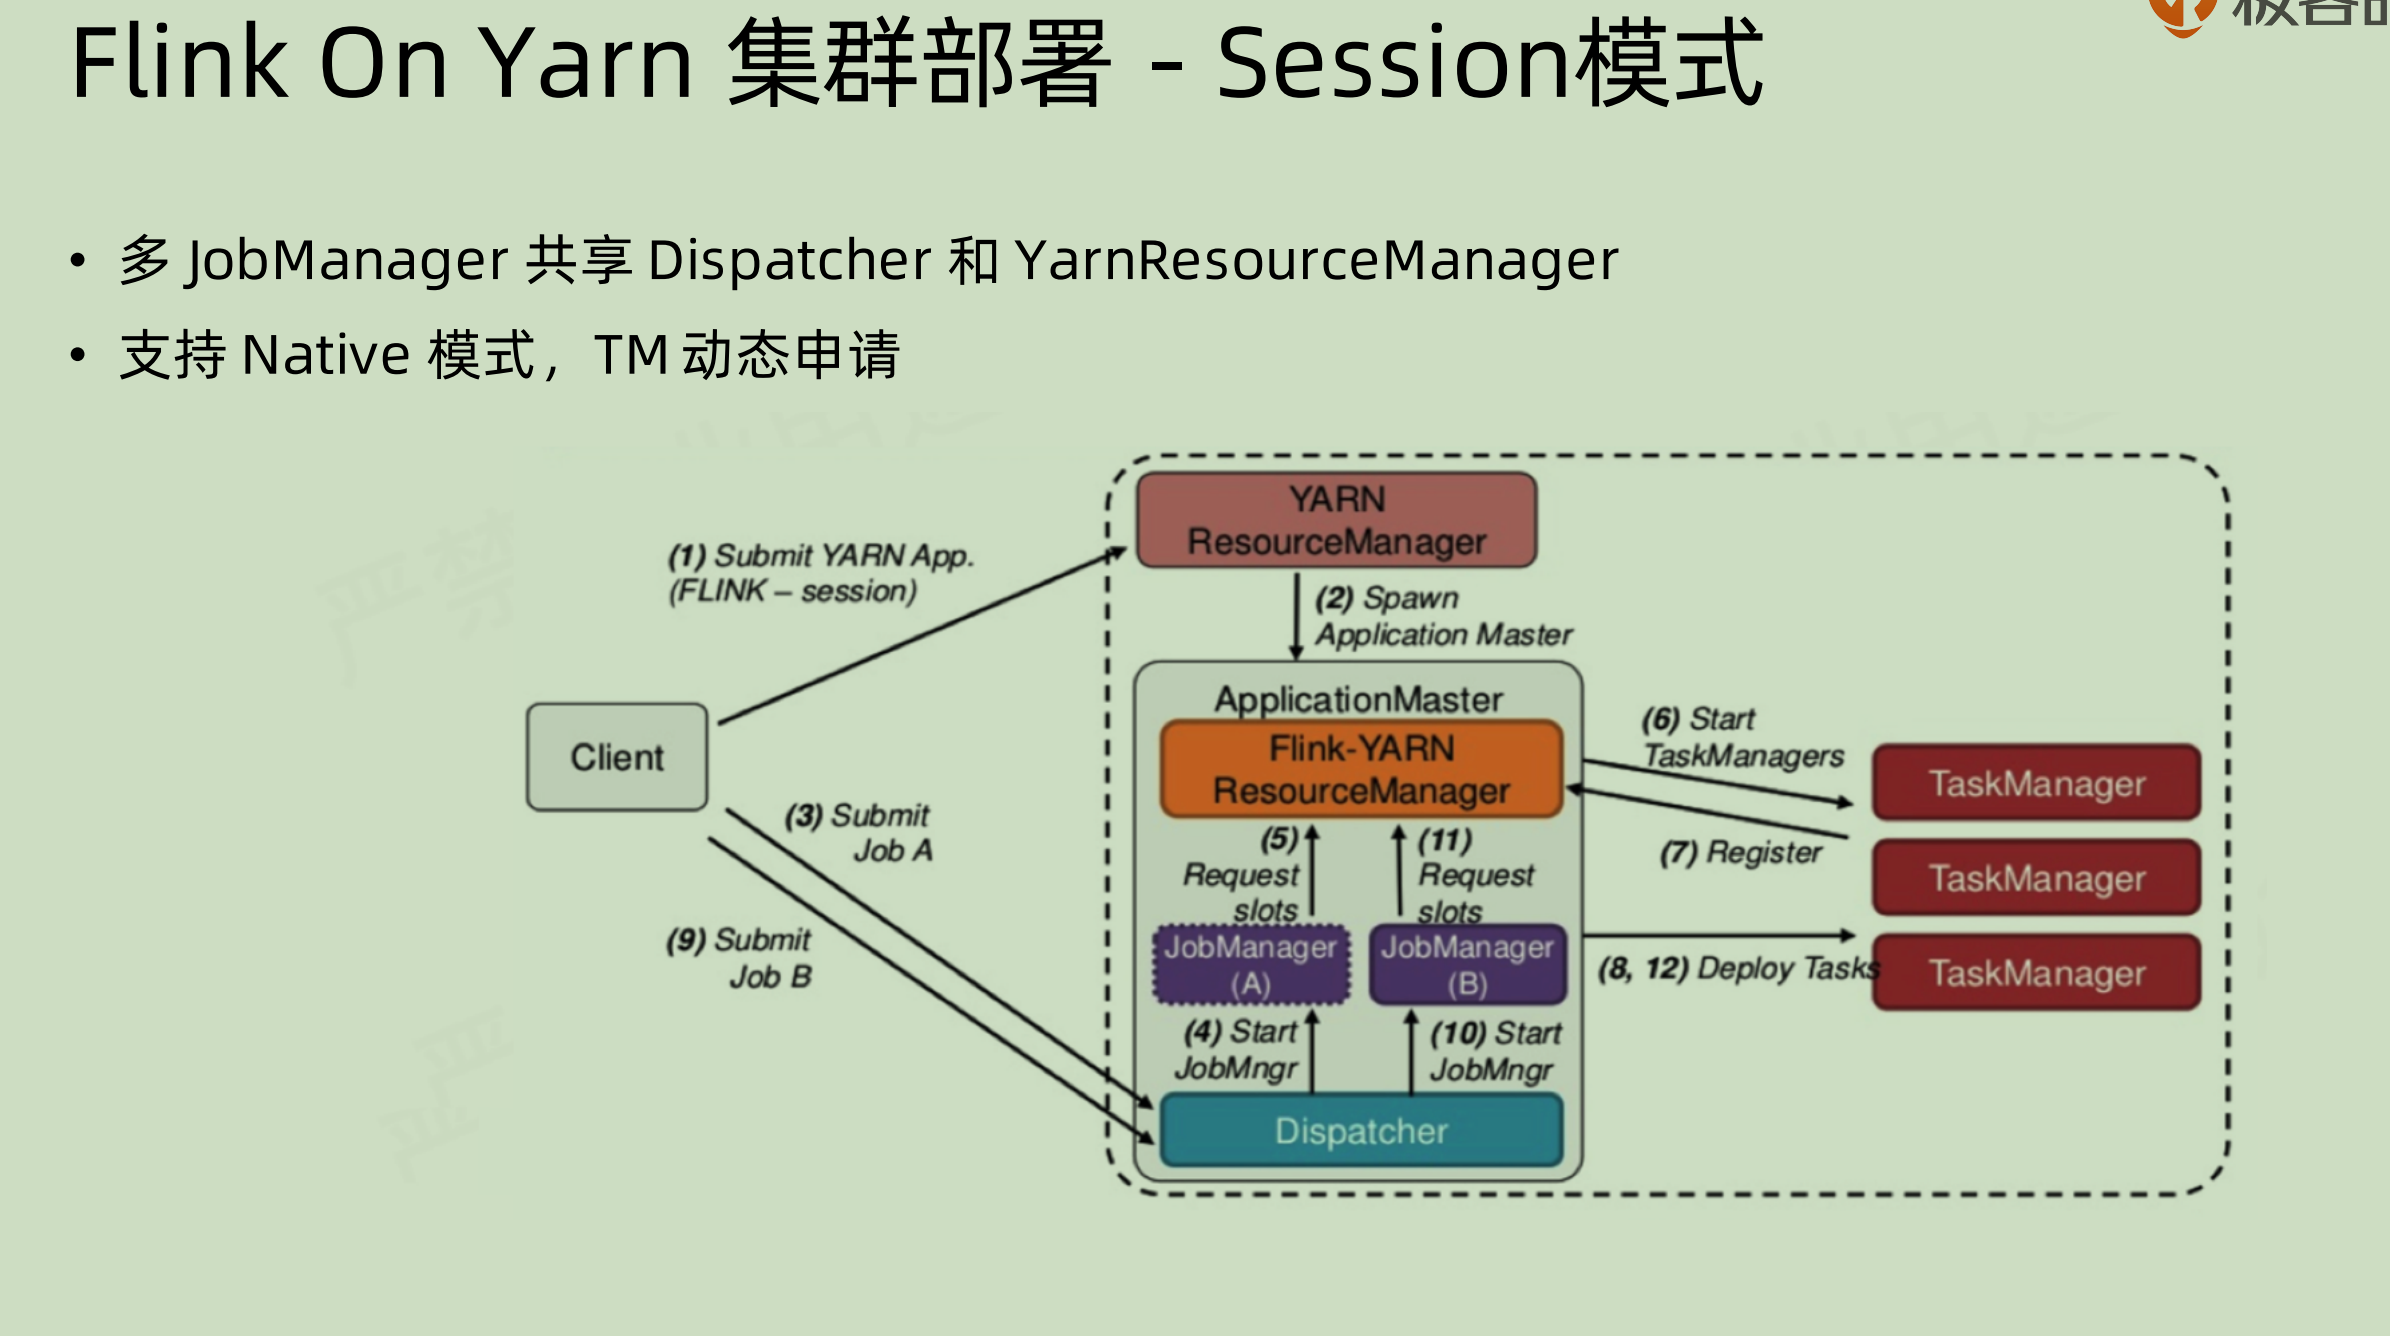 Flink On Yarn 集群部署 - Session模式
• 多 JobManager 共享 Dispatcher 和 YarnResourceManager
• 支持 Native 模式，TM 动态申请
YARN
ResourceManager
(1) Submit YARN App.
(FLINK – session)
(2) Spawn
Application Master
ApplicationMaster
Flink-YARN
ResourceManager
Client
(6) Start
TaskManagers
TaskManager
(3) Submit
Job A
(5)
Request
slots
(11)
Request
slots
(7) Register
TaskManager
(9) Submit
Job B
JobManager
(A)
JobManager
(B)
(8, 12) Deploy Tasks
TaskManager
(4) Start
JobMngr
(10) Start
JobMngr
Dispatcher